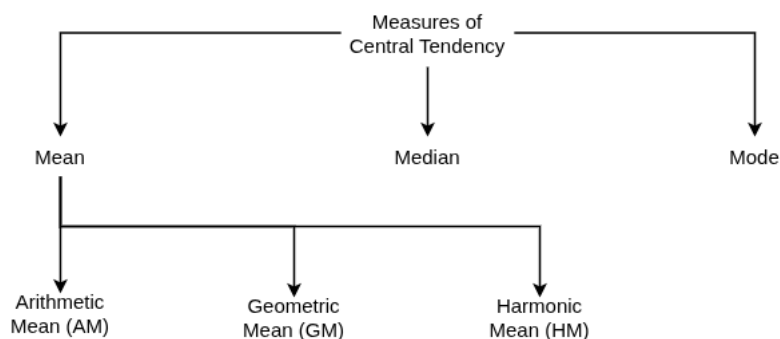 Measures of
Central Tendency
Mean
Median
Mode
Arithmetic
Mean (AM)
Geometric
Mean (GM)
Harmonic
Mean (HM)